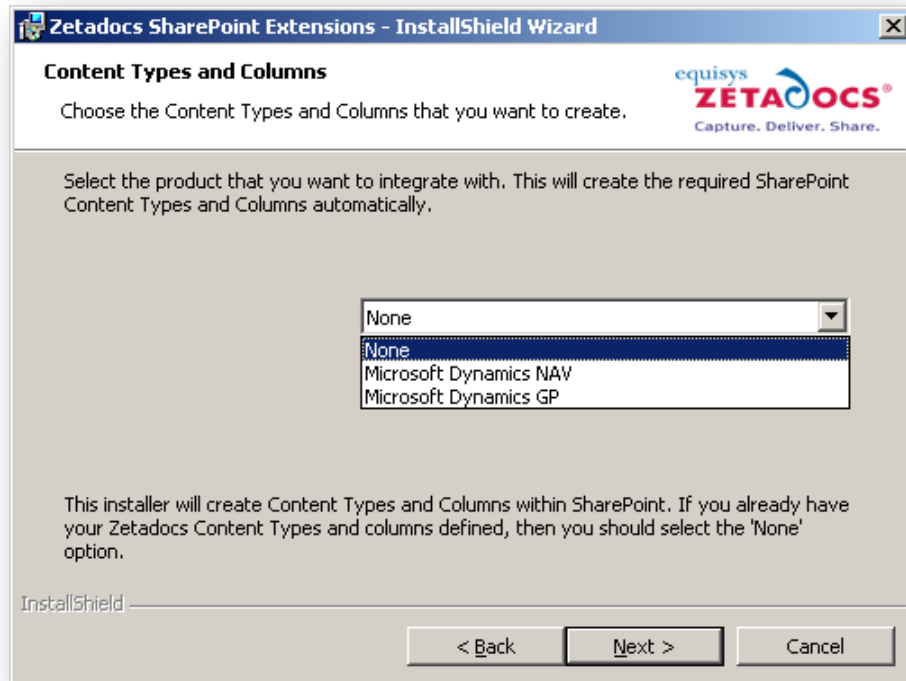 Zetadocs SharePoint Extensions - InstallShield Wizard
Content Types and Columns
Choose the Content Types and Columns that you want to create.
equisys
ZETADOCS®
Capture. Deliver. Share.
Select the product that you want to integrate with. This will create the required SharePoint
Content Types and Columns automatically.
None
None
Microsoft Dynamics NAV
Microsoft Dynamics GP
This installer will create Content Types and Columns within SharePoint. If you already have
your Zetadocs Content Types and columns defined, then you should select the 'None'
option.
InstallShield
< Back
Next >
Cancel